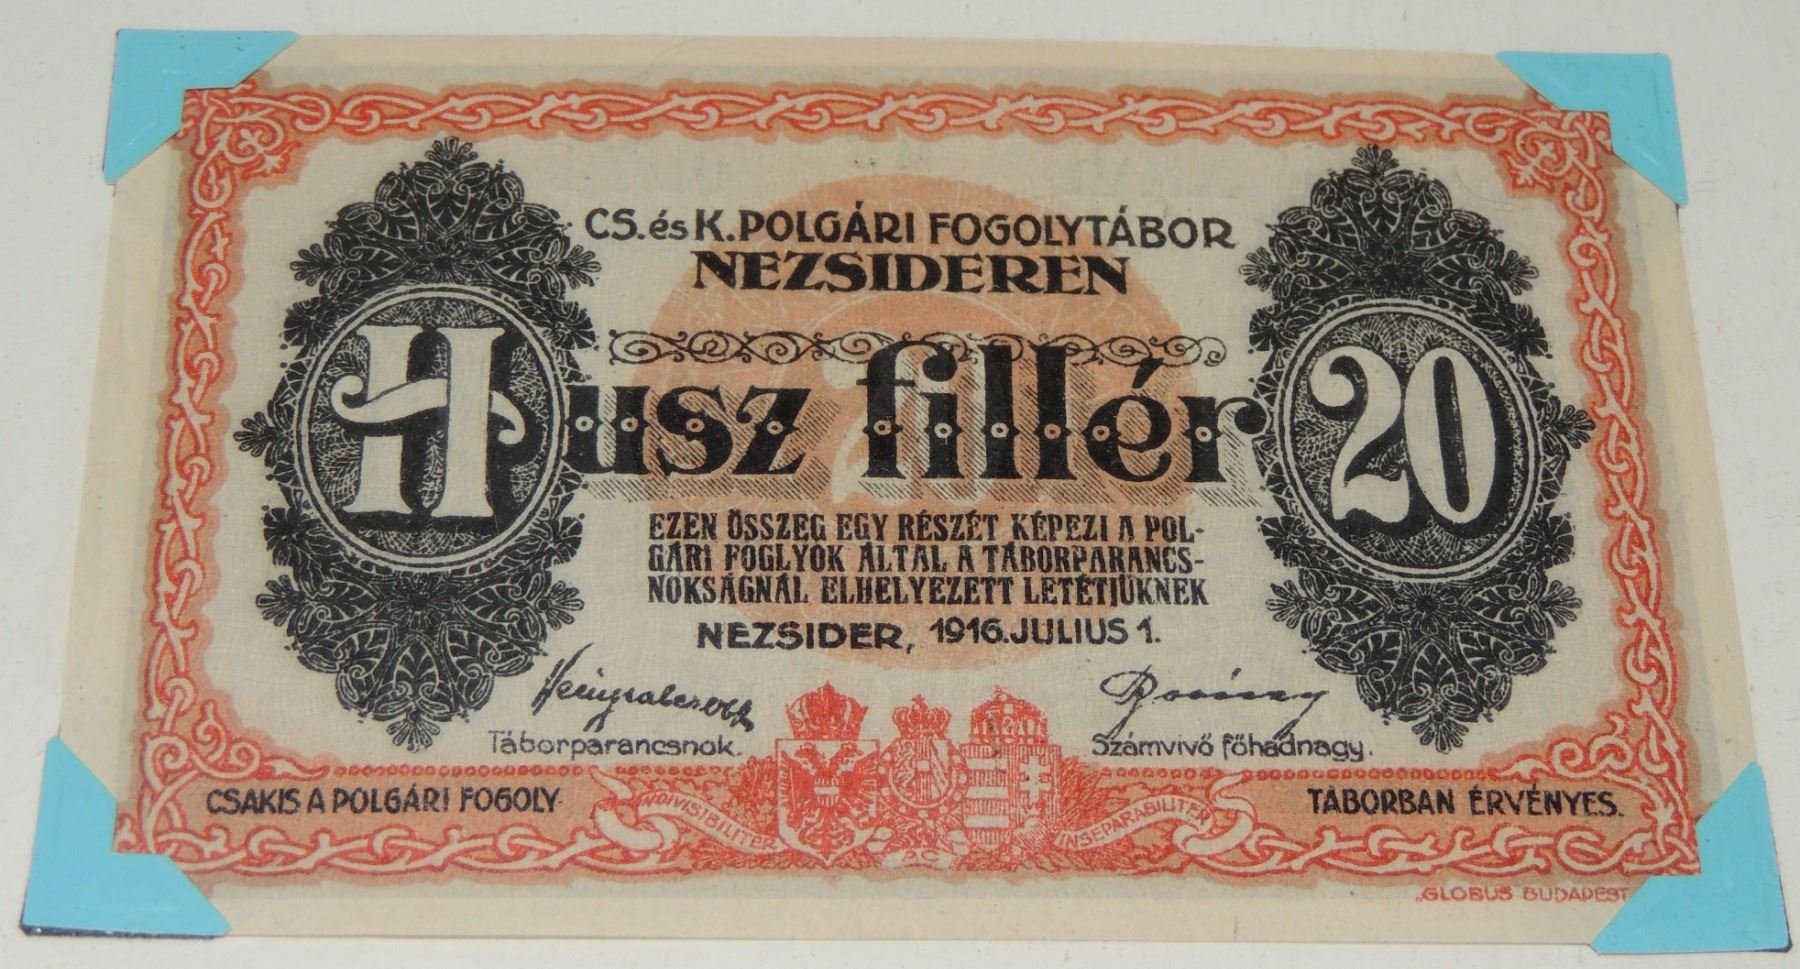 CS. és K. POLGÁRI FOGOLYTÁBOR
NEZSIDEREN
Husz fillér
20
EZEN ÖSSZEG EGY RÉSZÉT KÉPEZI A POL-
GÁRI FOGLYOK ÁLTAL A TÁBORPARANCS-
NOKSÁGNÁL ELHELYEZETT LETÉTJÜKNEK
NEZSIDER, 1916. JULIUS 1.
Táborparancsnok.
Számvivő főhadnagy.
CSAKIS A POLGÁRI FOGOLY-
TÁBORBAN ÉRVÉNYES.
INDIVISIBILITER
INSEPARABILITER
„GLOBUS BUDAPEST